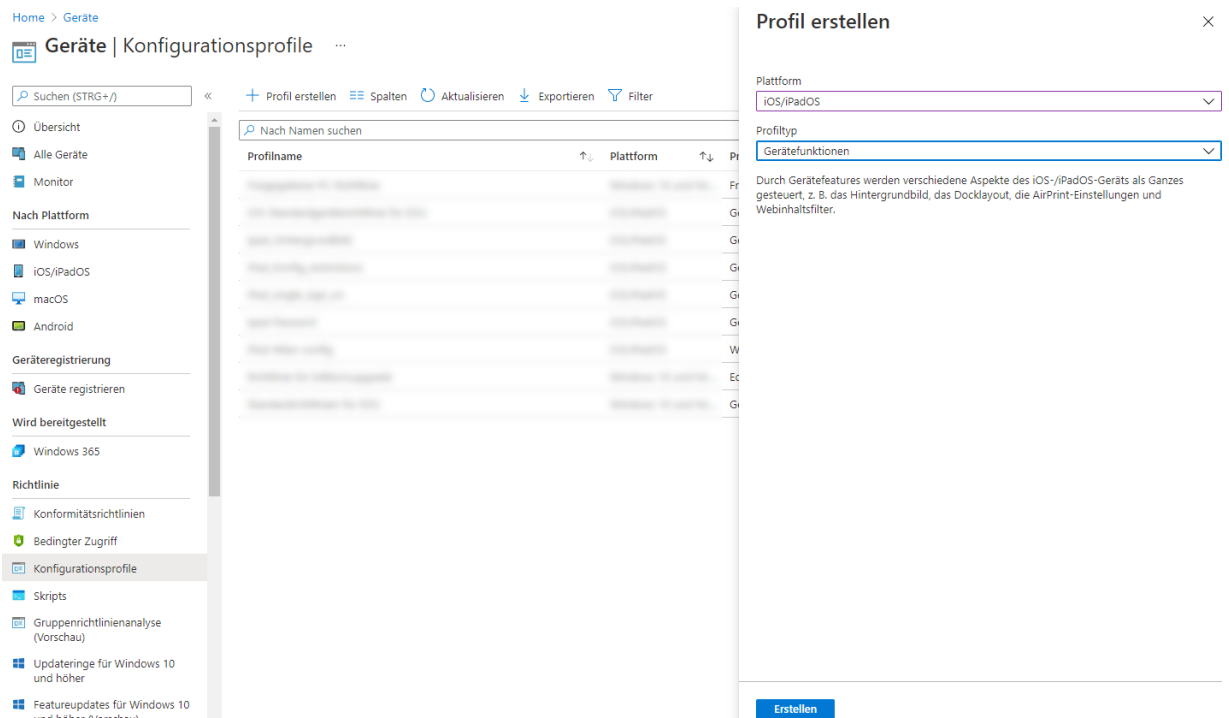 Home > Geräte
Geräte | Konfigurationsprofile ...
Suchen (STRG+/)
«
Übersicht
Alle Geräte
Monitor
Nach Plattform
Windows
iOS/iPadOS
macOS
Android
Geräteregistrierung
Geräte registrieren
Wird bereitgestellt
Windows 365
Richtlinie
Konformitätsrichtlinien
Bedingter Zugriff
Konfigurationsprofile
Skripts
Gruppenrichtlinienanalyse
(Vorschau)
Updateringe für Windows 10
und höher
Featureupdates für Windows 10
und höher (Vorschau)
Profil erstellen Spalten Aktualisieren Exportieren Filter
Nach Namen suchen
Profilname Plattform Pr
Fr
Ge
Ge
Ge
Ge
Ge
W
Ed
Ge
Profil erstellen
Plattform
iOS/iPadOS
Profiltyp
Gerätefunktionen
Durch Gerätefeatures werden verschiedene Aspekte des iOS-/iPadOS-Geräts als Ganzes
gesteuert, z. B. das Hintergrundbild, das Docklayout, die AirPrint-Einstellungen und
Webinhaltsfilter.
Erstellen